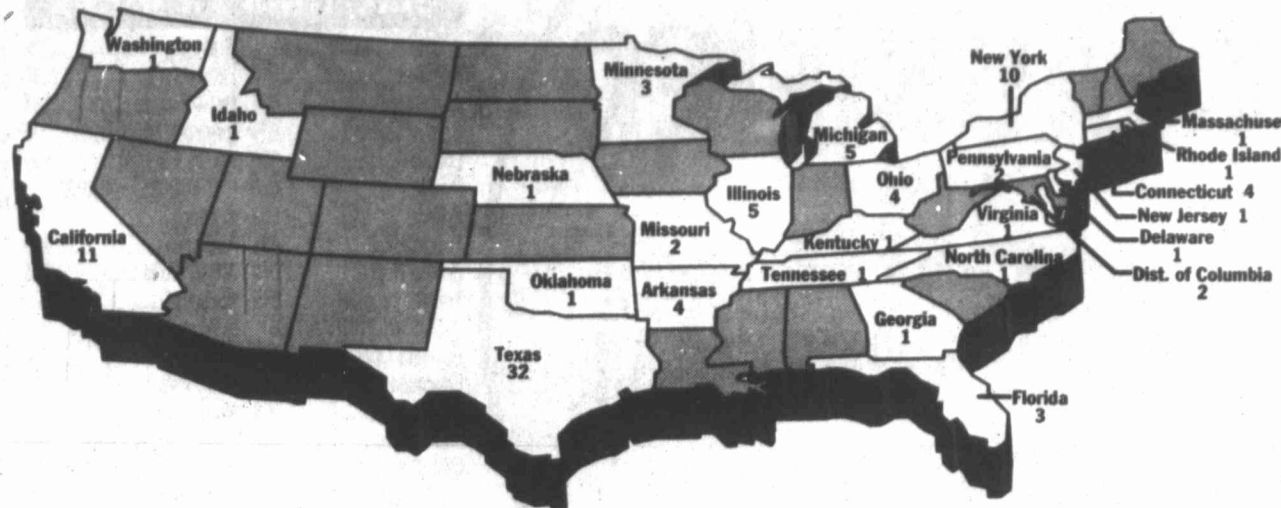 Washington
1
Idaho
1
California
11
Minnesota
3
Nebraska
1
Missouri
2
Oklahoma
1
Arkansas
4
Texas
32
Illinois
5
Michigan
5
Ohio
4
Kentucky 1
Tennessee 1
Georgia
1
Florida
3
North Carolina
1
Virginia
1
Pennsylvania
2
New York
10
Massachuse
1
Rhode Island
1
Connecticut 4
New Jersey 1
Delaware
1
Dist. of Columbia
2